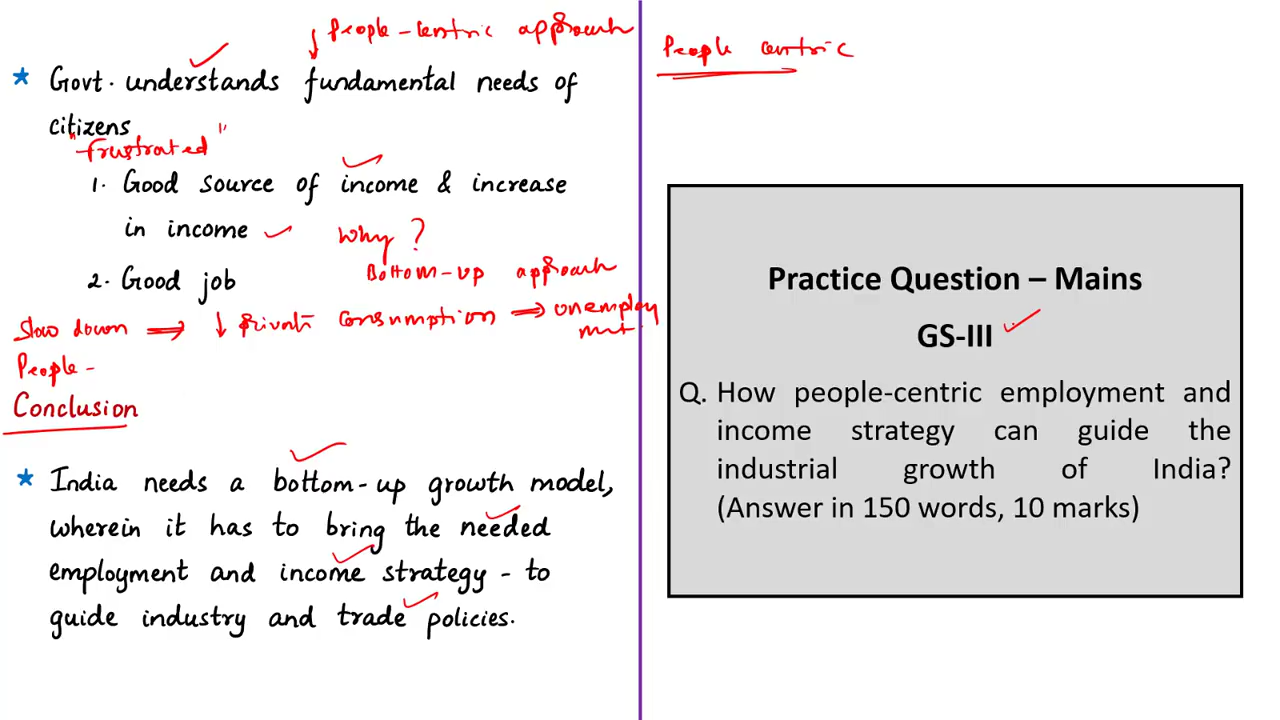 People-centric approach
* Govt. understands fundamental needs of
citizens
"frustrated"
1. Good source of income & increase
in income
Why ?
2. Good job
Bottom-up approach
Slow down ⇒ ↓ private consumption ⇒ unemploy
ment
People -
Conclusion
* India needs a bottom-up growth model,
wherein it has to bring the needed
employment and income strategy - to
guide industry and trade policies.
People centric
Practice Question – Mains
GS-III
Q. How people-centric employment and
income strategy can guide the
industrial growth of India?
(Answer in 150 words, 10 marks)